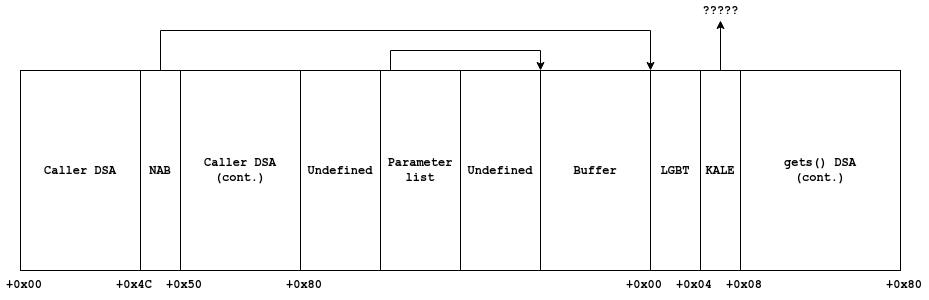 ?????
Caller DSA
NAB
Caller DSA
(cont.)
Undefined
Parameter
list
Undefined
Buffer
LGBT
KALE
gets() DSA
(cont.)
+0x00
+0x4C
+0x50
+0x80
+0x00
+0x04
+0x08
+0x80